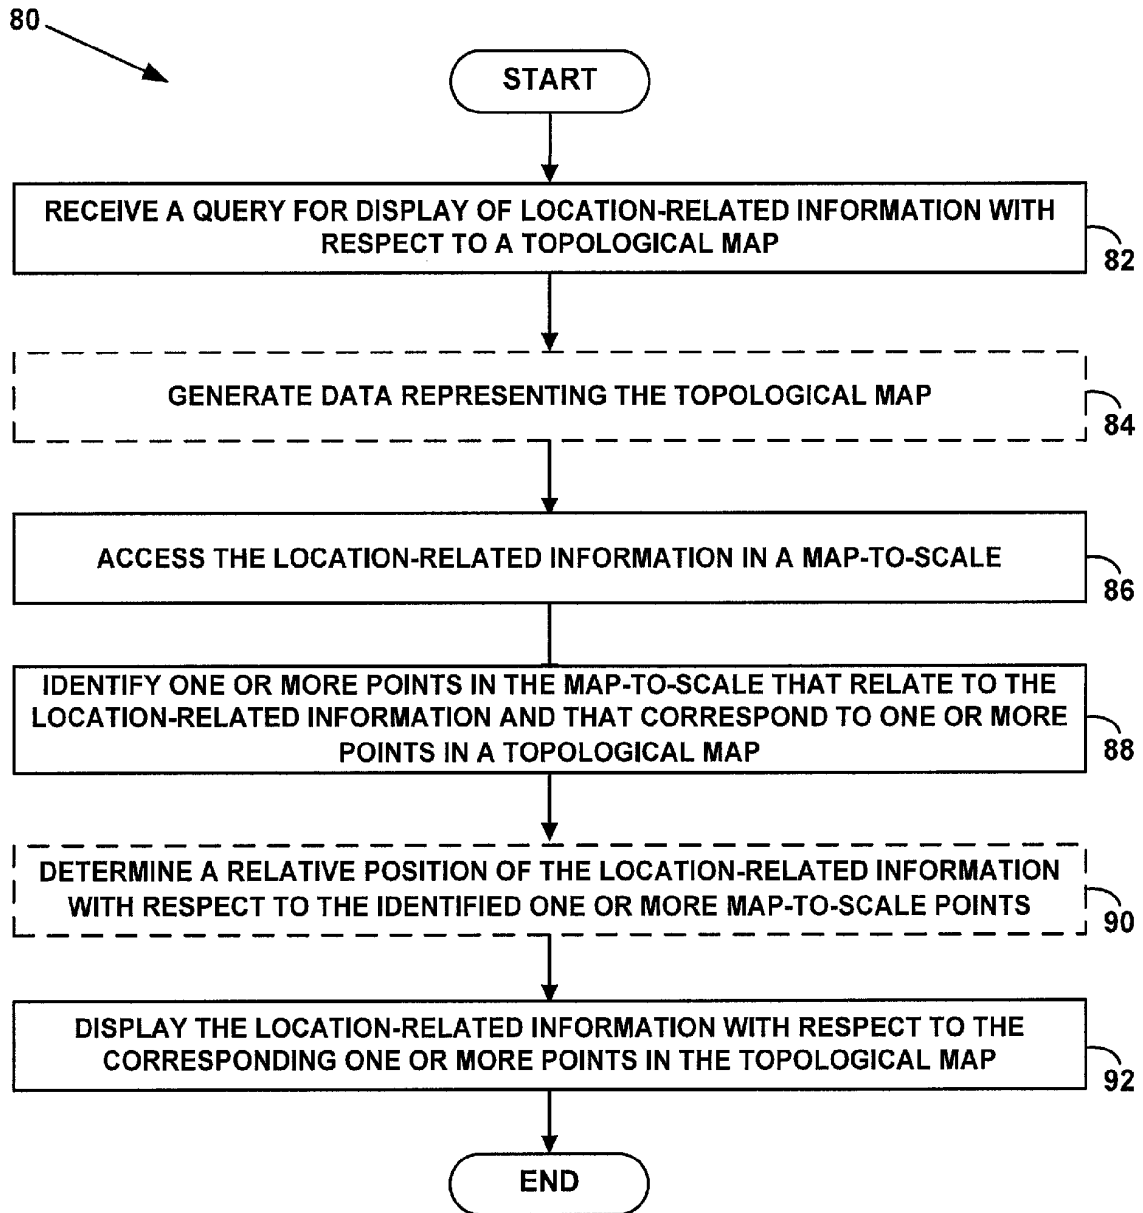 80
START
RECEIVE A QUERY FOR DISPLAY OF LOCATION-RELATED INFORMATION WITH
RESPECT TO A TOPOLOGICAL MAP
82
GENERATE DATA REPRESENTING THE TOPOLOGICAL MAP
84
ACCESS THE LOCATION-RELATED INFORMATION IN A MAP-TO-SCALE
86
IDENTIFY ONE OR MORE POINTS IN THE MAP-TO-SCALE THAT RELATE TO THE
LOCATION-RELATED INFORMATION AND THAT CORRESPOND TO ONE OR MORE
POINTS IN A TOPOLOGICAL MAP
88
DETERMINE A RELATIVE POSITION OF THE LOCATION-RELATED INFORMATION
WITH RESPECT TO THE IDENTIFIED ONE OR MORE MAP-TO-SCALE POINTS
90
DISPLAY THE LOCATION-RELATED INFORMATION WITH RESPECT TO THE
CORRESPONDING ONE OR MORE POINTS IN THE TOPOLOGICAL MAP
92
END